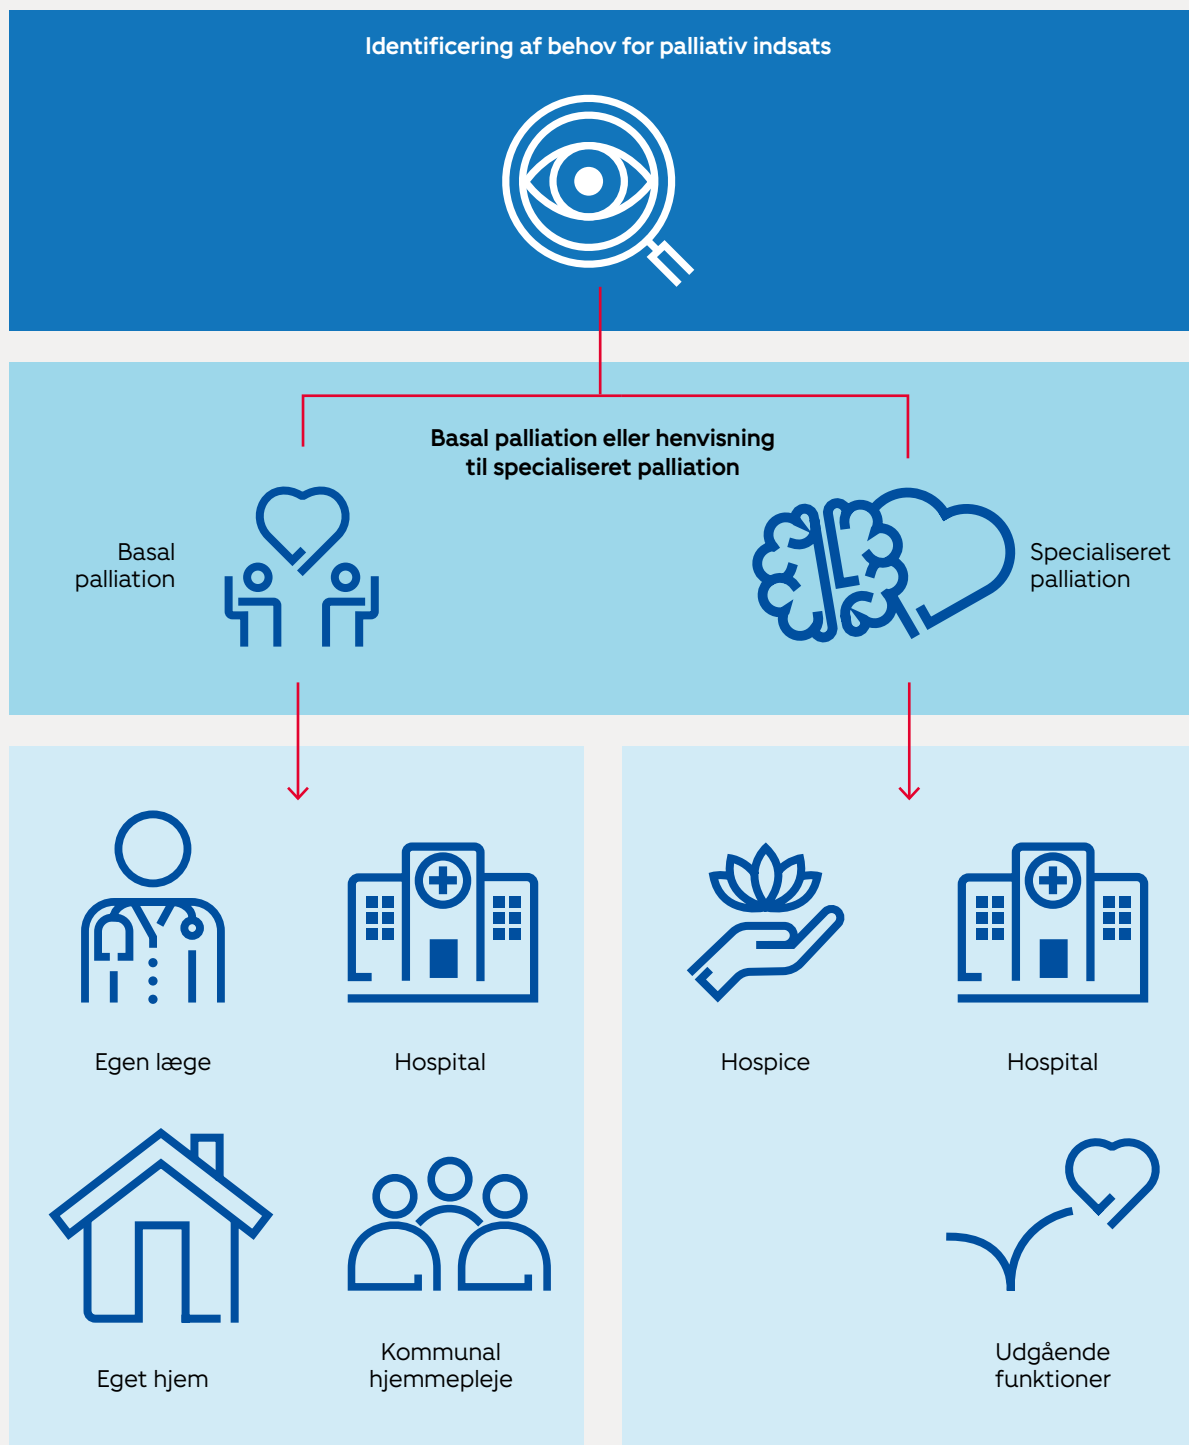 Identificering af behov for palliativ indsats
Basal palliation eller henvisning
til specialiseret palliation
Basal
palliation
Specialiseret
palliation
Egen læge
Hospital
Hospice
Hospital
Eget hjem
Kommunal
hjemmepleje
Udgående
funktioner